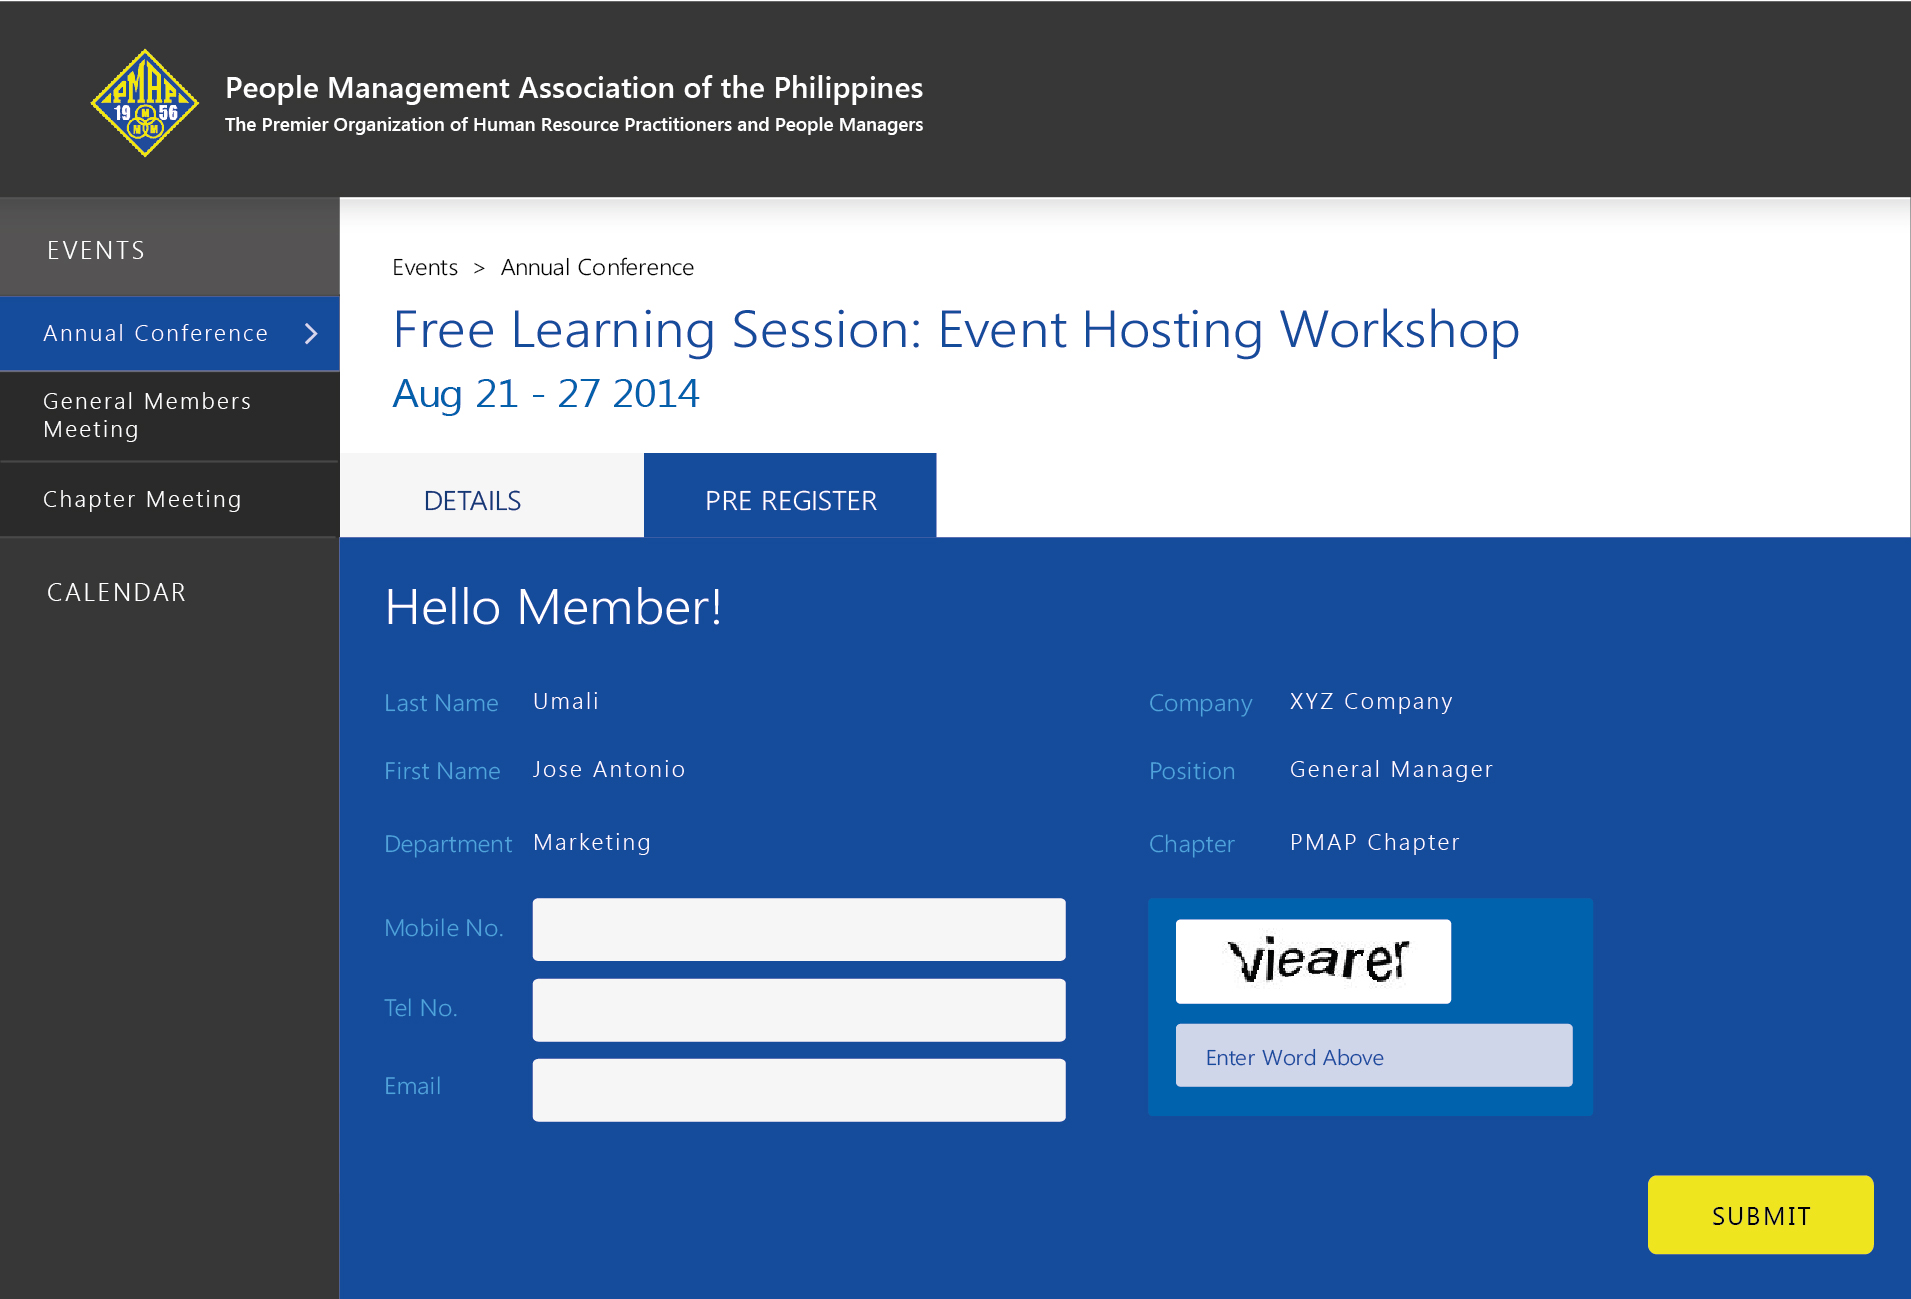 PMAP
19 56
M
M M
People Management Association of the Philippines
The Premier Organization of Human Resource Practitioners and People Managers
EVENTS
Annual Conference
General Members
Meeting
Chapter Meeting
CALENDAR
Events > Annual Conference
Free Learning Session: Event Hosting Workshop
Aug 21 - 27 2014
DETAILS
PRE REGISTER
Hello Member!
Last Name Umali
First Name Jose Antonio
Department Marketing
Mobile No.
Tel No.
Email
Company XYZ Company
Position General Manager
Chapter PMAP Chapter
viearer
Enter Word Above
SUBMIT